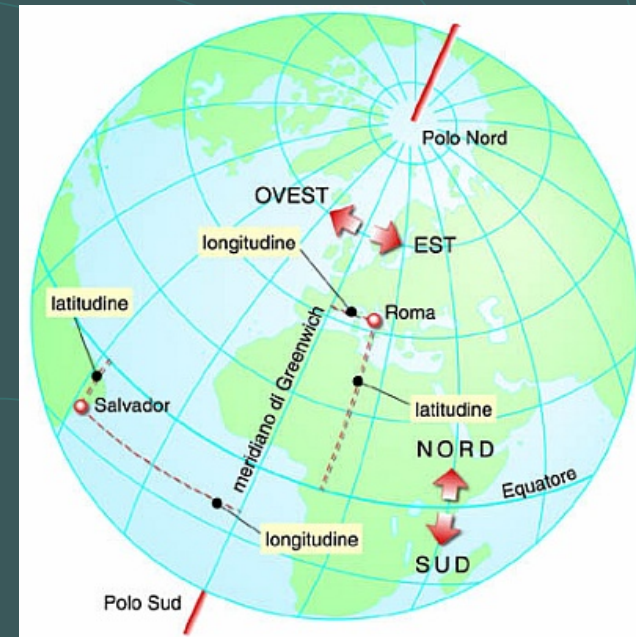 Polo Nord
OVEST
EST
longitudine
latitudine
Roma
meridiano di Greenwich
Salvador
latitudine
NORD
Equatore
longitudine
SUD
Polo Sud